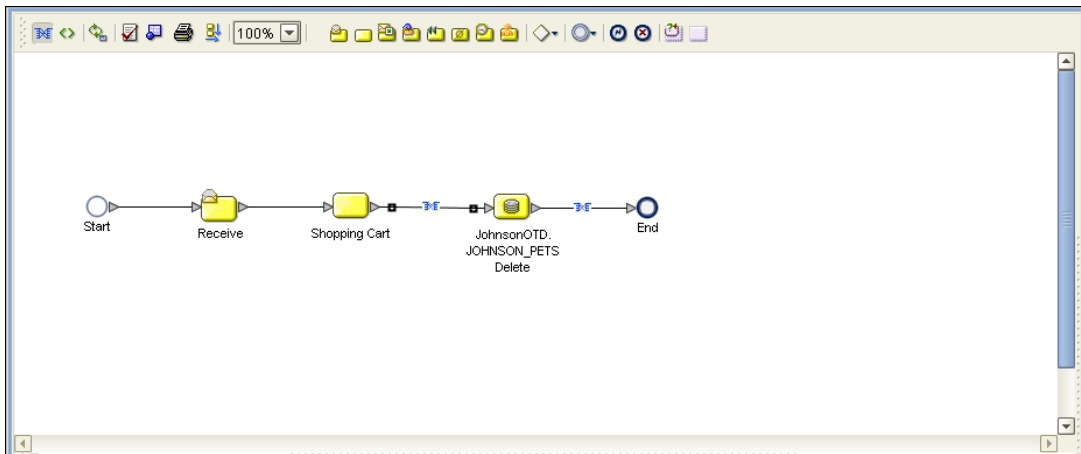 100%
Start
Receive
Shopping Cart
JohnsonOTD.
JOHNSON_PETS
Delete
End